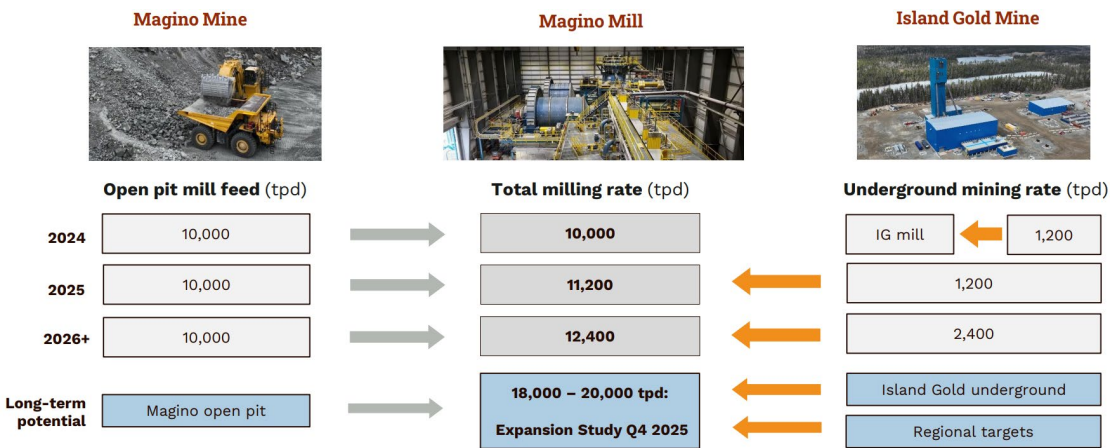 Magino Mine
Magino Mill
Island Gold Mine
Open pit mill feed (tpd)
Total milling rate (tpd)
Underground mining rate (tpd)
2024
10,000
10,000
IG mill
1,200
2025
10,000
11,200
1,200
2026+
10,000
12,400
2,400
Long-term
potential
Magino open pit
18,000 – 20,000 tpd:
Expansion Study Q4 2025
Island Gold underground
Regional targets